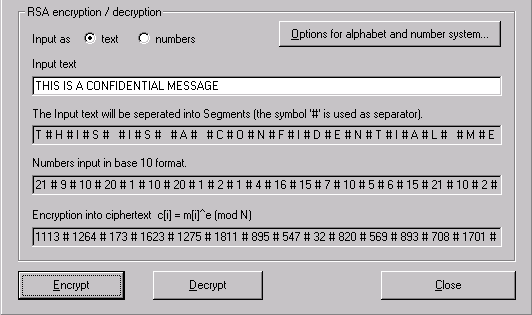 RSA encryption / decryption
Input as text numbers Options for alphabet and number system...
Input text
THIS IS A CONFIDENTIAL MESSAGE
The Input text will be seperated into Segments (the symbol '#' is used as separator).
T # H # I # S # # I # S # # A # # C # O # N # F # I # D # E # N # T # I # A # L # # M # E
Numbers input in base 10 format.
21 # 9 # 10 # 20 # 1 # 10 # 20 # 1 # 2 # 1 # 4 # 16 # 15 # 7 # 10 # 5 # 6 # 15 # 21 # 10 # 2 #
Encryption into ciphertext c[i] = m[i]^e (mod N)
1113 # 1264 # 173 # 1623 # 1275 # 1811 # 895 # 547 # 32 # 820 # 569 # 893 # 708 # 1701 #
Encrypt Decrypt Close